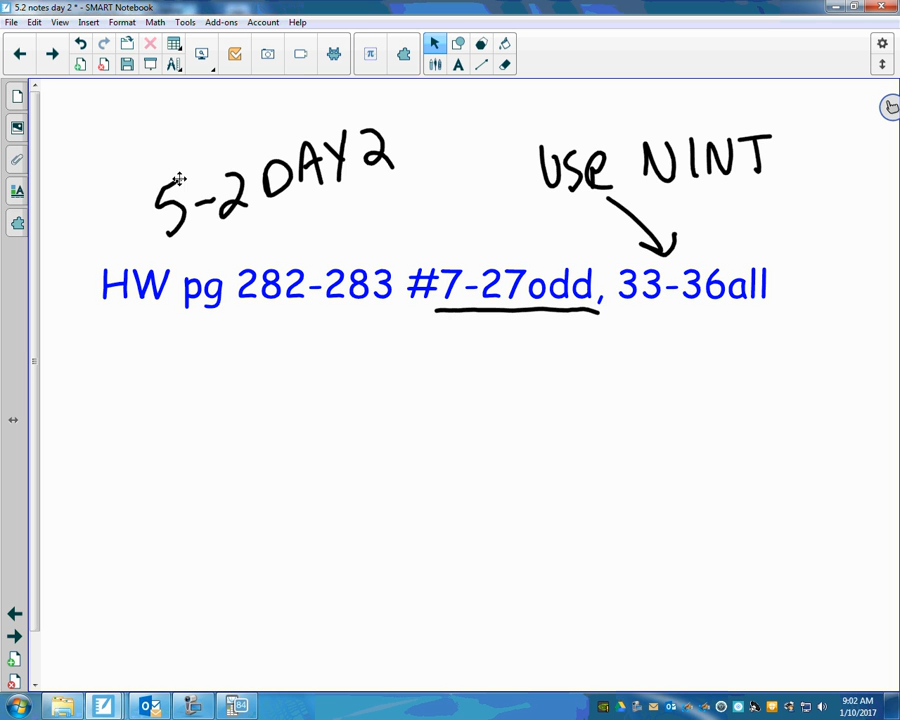 5.2 notes day 2 * - SMART Notebook
File Edit View Insert Format Tools Add-ons Account Help
5-2 DAY 2
USE NINT
HW pg 282-283 #7-27odd, 33-36all
84
9:02 AM
1/10/2017